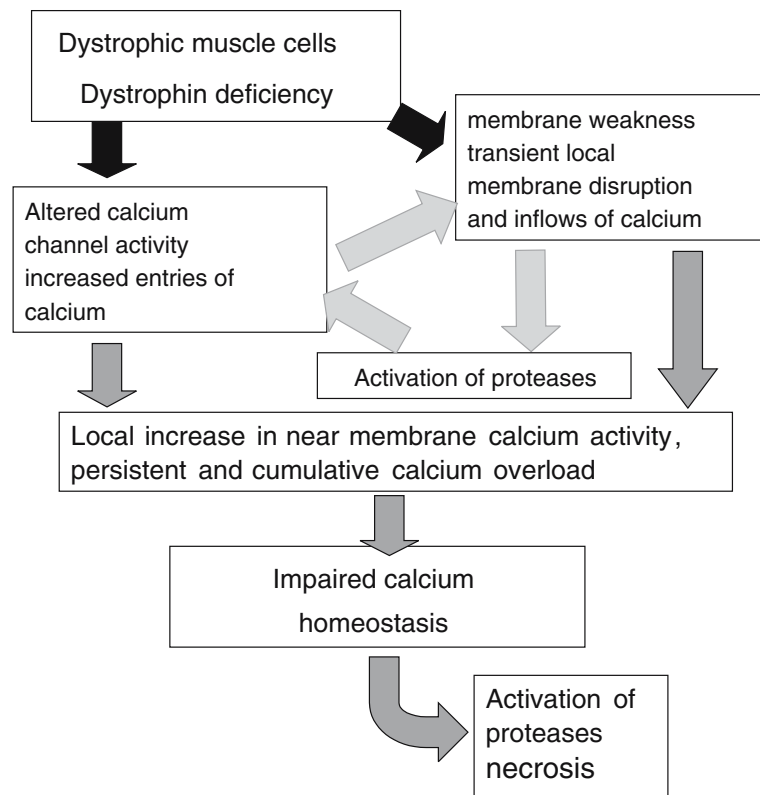 Dystrophic muscle cells
Dystrophin deficiency
membrane weakness
transient local
membrane disruption
and inflows of calcium
Altered calcium
channel activity
increased entries of
calcium
Activation of proteases
Local increase in near membrane calcium activity,
persistent and cumulative calcium overload
Impaired calcium
homeostasis
Activation of
proteases
necrosis